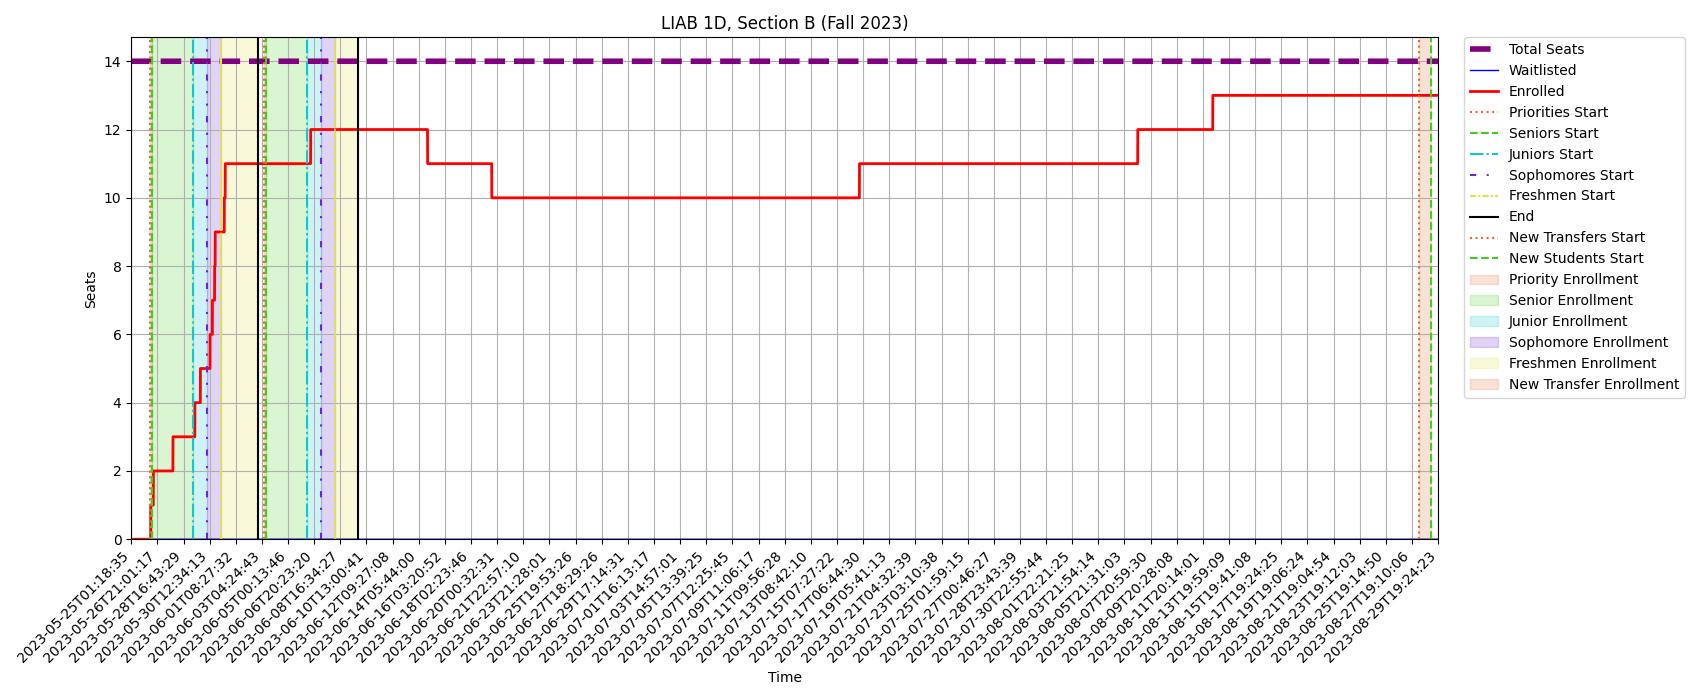 LIAB 1D, Section B (Fall 2023)
14
12
10
8
6
4
2
0
Seats
2023-05-25T01:18:35
2023-05-26T21:01:17
2023-05-28T16:43:29
2023-05-30T12:34:13
2023-06-01T08:27:32
2023-06-03T04:24:43
2023-06-05T00:13:46
2023-06-06T20:23:20
2023-06-08T16:34:27
2023-06-10T13:00:41
2023-06-12T09:27:08
2023-06-14T05:44:00
2023-06-16T03:20:52
2023-06-18T02:23:46
2023-06-20T00:32:31
2023-06-21T22:57:10
2023-06-23T21:28:01
2023-06-25T19:53:26
2023-06-27T18:29:26
2023-06-29T17:14:31
2023-07-01T16:13:17
2023-07-03T14:57:01
2023-07-05T13:39:25
2023-07-07T12:25:45
2023-07-09T11:06:17
2023-07-11T09:56:28
2023-07-13T08:42:10
2023-07-15T07:27:22
2023-07-17T06:44:30
2023-07-19T05:41:13
2023-07-21T04:32:39
2023-07-23T03:10:38
2023-07-25T01:59:15
2023-07-27T00:46:27
2023-07-28T23:43:39
2023-07-30T22:55:44
2023-08-01T22:21:25
2023-08-03T21:54:14
2023-08-05T21:31:03
2023-08-07T20:59:30
2023-08-09T20:28:08
2023-08-11T20:14:01
2023-08-13T19:59:09
2023-08-15T19:41:08
2023-08-17T19:24:25
2023-08-19T19:06:24
2023-08-21T19:04:54
2023-08-23T19:12:03
2023-08-25T19:14:50
2023-08-27T19:10:06
2023-08-29T19:24:23
Time
Total Seats
Waitlisted
Enrolled
Priorities Start
Seniors Start
Juniors Start
Sophomores Start
Freshmen Start
End
New Transfers Start
New Students Start
Priority Enrollment
Senior Enrollment
Junior Enrollment
Sophomore Enrollment
Freshmen Enrollment
New Transfer Enrollment